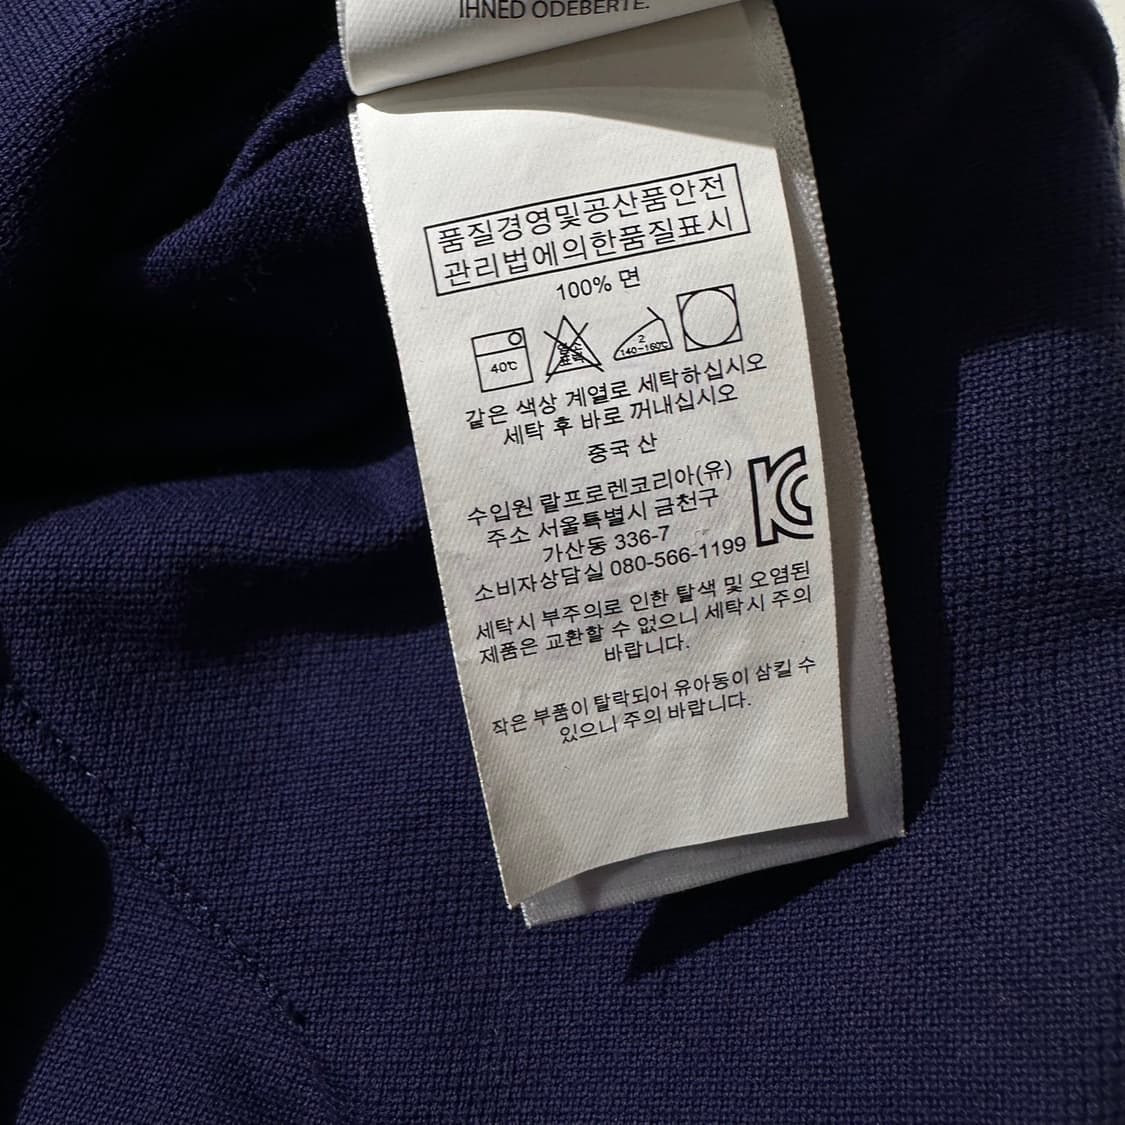 IHNED ODEBERTE.
품질경영및공산품안전
관리법에의한품질표시
100% 면
40℃
염소
표백
2
140~160℃
같은 색상 계열로 세탁하십시오
세탁 후 바로 꺼내십시오
중국 산
수입원 랄프로렌코리아(유)
주소 서울특별시 금천구
가산동 336-7
소비자상담실 080-566-1199
세탁시 부주의로 인한 탈색 및 오염된
제품은 교환할 수 없으니 세탁시 주의
바랍니다.
작은 부품이 탈락되어 유아동이 삼킬 수
있으니 주의 바랍니다.